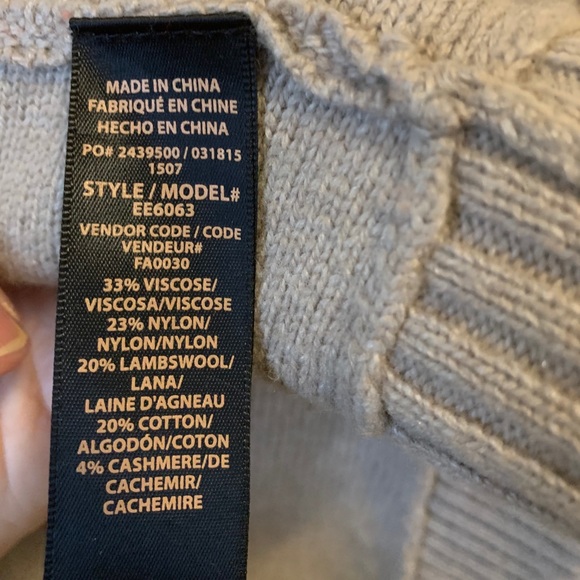 MADE IN CHINA
FABRIQUÉ EN CHINE
HECHO EN CHINA
PO# 2439500 / 031815
1507
STYLE / MODEL#
EE6063
VENDOR CODE / CODE
VENDEUR#
FA0030
33% VISCOSE/
VISCOSA/VISCOSE
23% NYLON/
NYLON/NYLON
20% LAMBSWOOL/
LANA/
LAINE D'AGNEAU
20% COTTON/
ALGODÓN/COTON
4% CASHMERE/DE
CACHEMIR/
CACHEMIRE